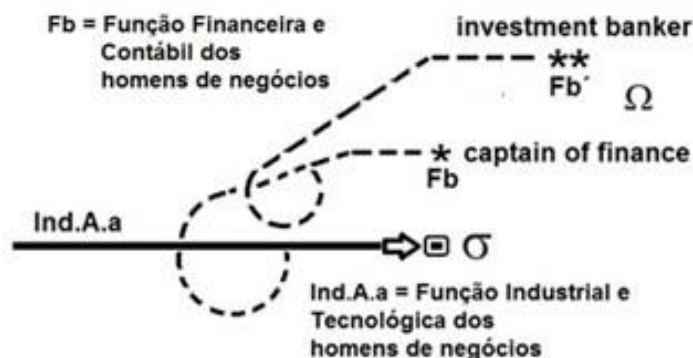 Fb = Função Financeira e
Contábil dos
homens de negócios
investment banker
**
Fb´
Ω
* captain of finance
Fb
Ind.A.a
σ
Ind.A.a = Função Industrial e
Tecnológica dos
homens de negócios